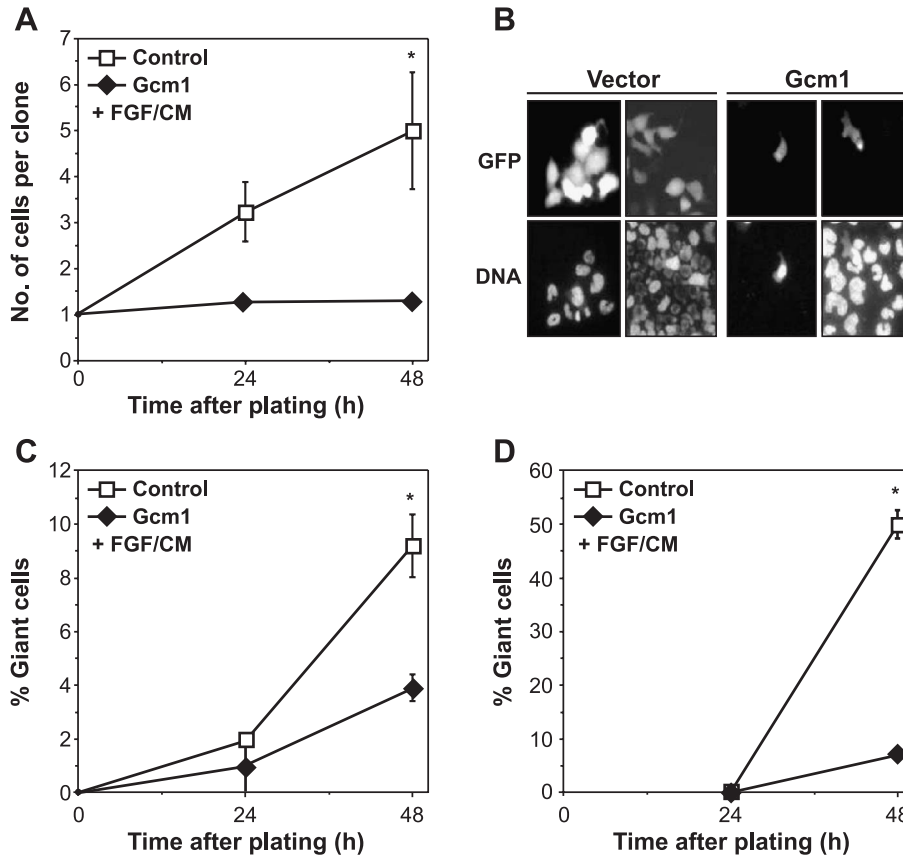 A
7
6
5
4
3
2
1
0
No. of cells per clone
Control
Gcm1
+ FGF/CM
*
0 24 48
Time after plating (h)
B
Vector Gcm1
GFP
DNA
C
12
10
8
6
4
2
0
% Giant cells
Control
Gcm1
+ FGF/CM
*
0 24 48
Time after plating (h)
D
60
50
40
30
20
10
0
% Giant cells
Control
Gcm1
+ FGF/CM
*
0 24 48
Time after plating (h)